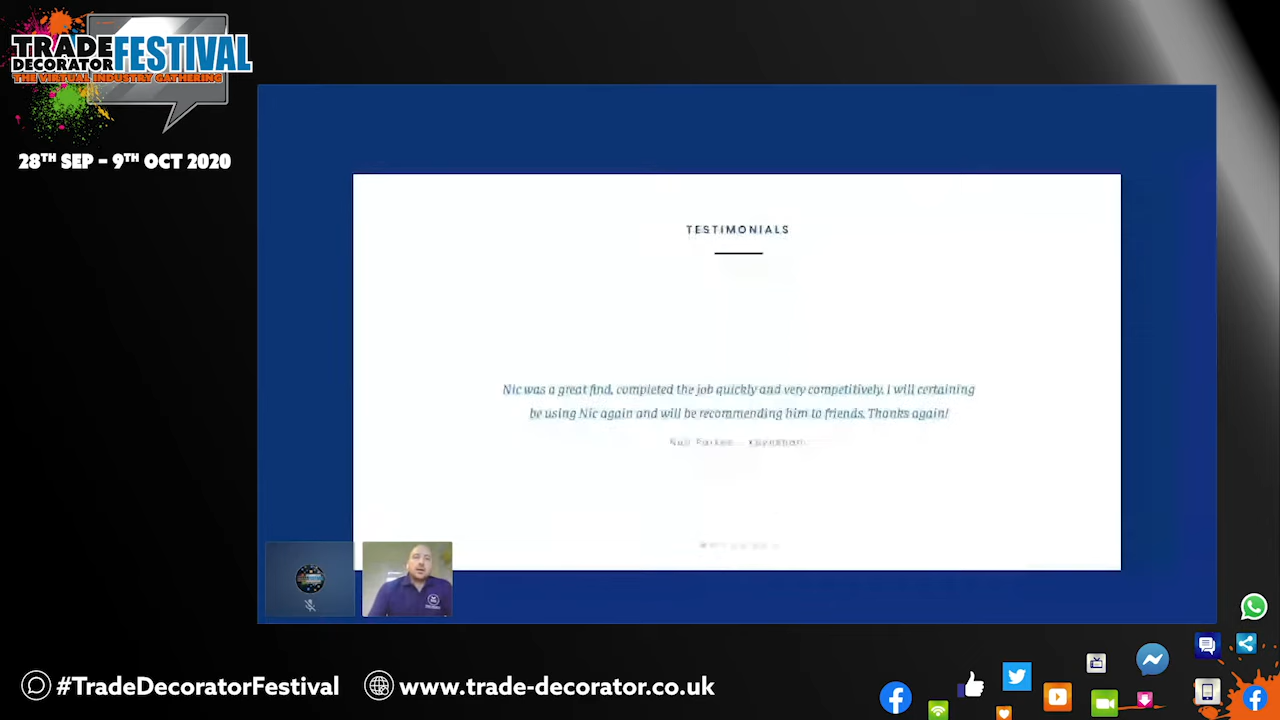 TRADE
DECORATOR
FESTIVAL
THE VIRTUAL INDUSTRY GATHERING
28TH SEP – 9TH OCT 2020
TESTIMONIALS
Nic was a great find, completed the job quickly and very competitively. I will certaining
be using Nic again and will be recommending him to friends. Thanks again!
#TradeDecoratorFestival
www.trade-decorator.co.uk